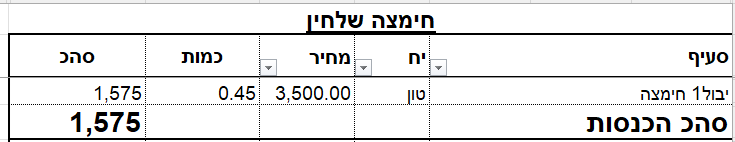 חימצה שלחין
סעיף יח מחיר כמות סהכ
יבול1 חימצה טון 3,500.00 0.45 1,575
סהכ הכנסות 1,575